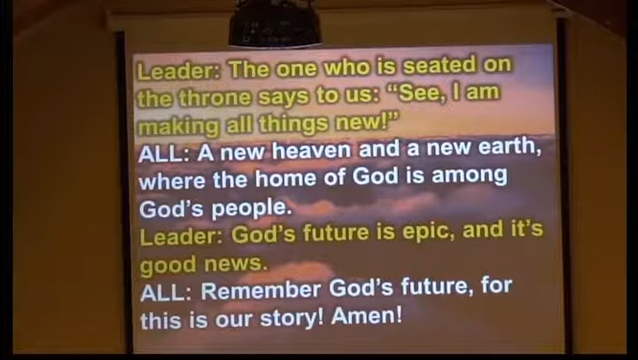 Leader: The one who is seated on
the throne says to us: “See, I am
making all things new!”
ALL: A new heaven and a new earth,
where the home of God is among
God’s people.
Leader: God’s future is epic, and it’s
good news.
ALL: Remember God’s future, for
this is our story! Amen!